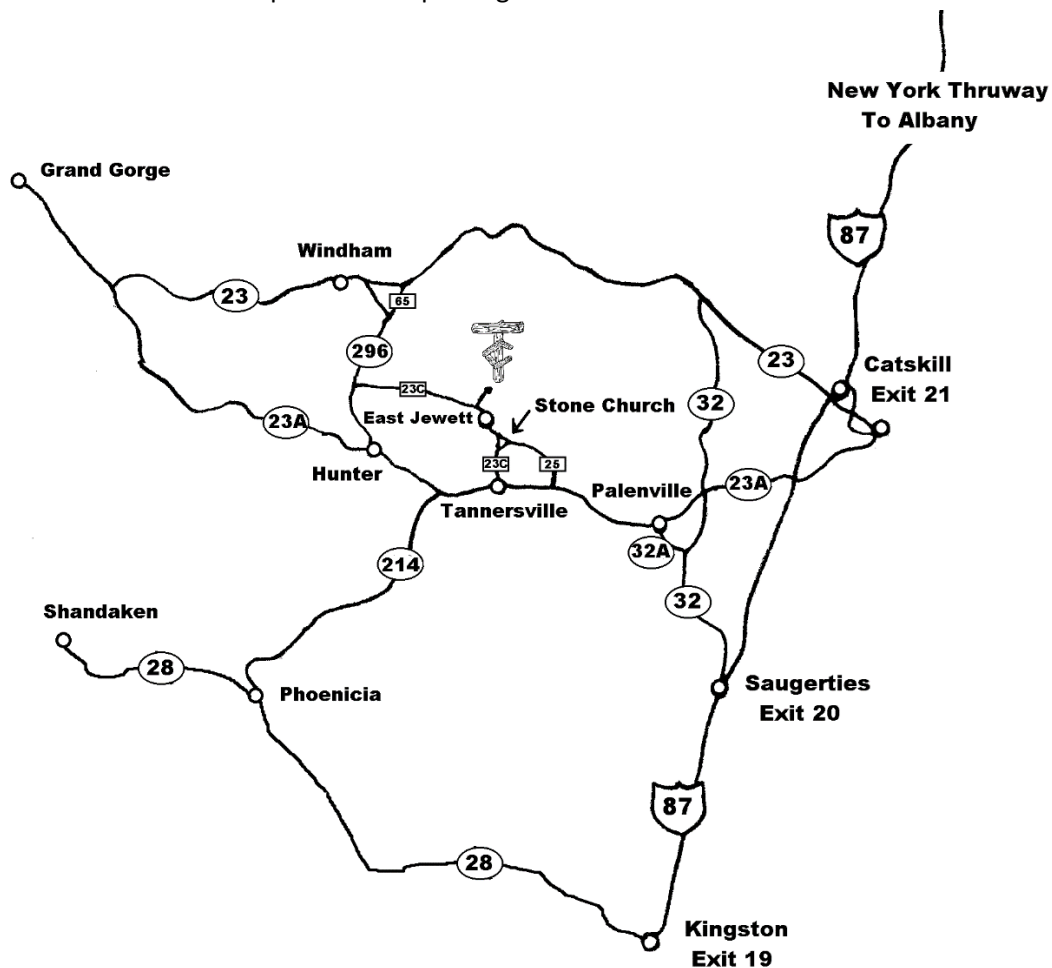 New York Thruway
To Albany
Grand Gorge
87
Windham
23
65
296
23
Catskill
Exit 21
23C
32
Stone Church
East Jewett
23A
Hunter
23C
25
Palenville
23A
Tannersville
32A
214
32
Shandaken
28
Phoenicia
Saugerties
Exit 20
87
28
Kingston
Exit 19